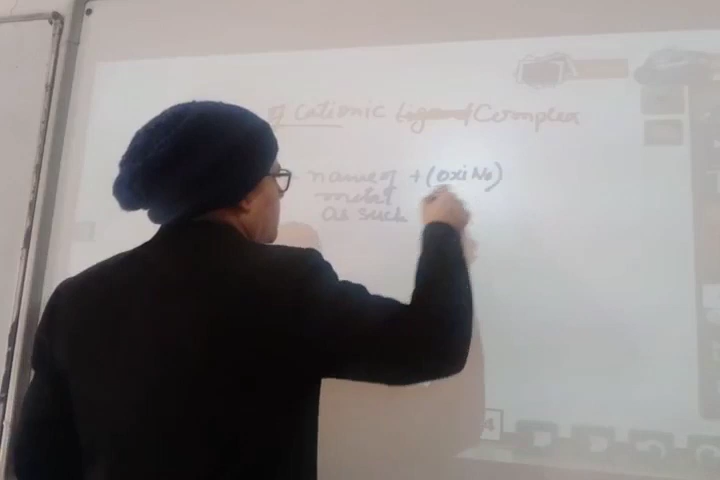 Cationic Ligand Complex
name of + (oxi No)
metal
as such